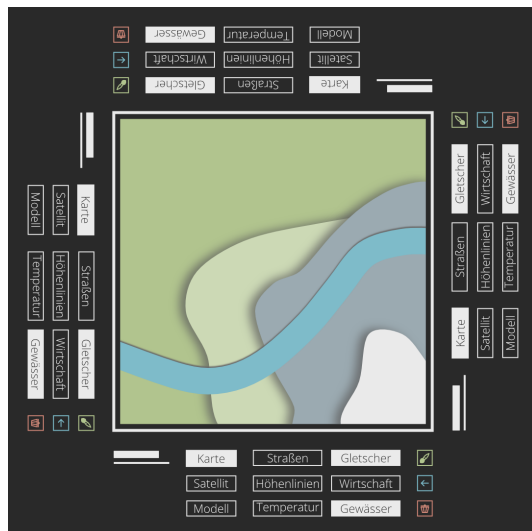 Modell Temperatur Gewässer
Satellit Höhenlinien Wirtschaft
Karte Straßen Gletscher
Karte Straßen Gletscher
Satellit Höhenlinien Wirtschaft
Modell Temperatur Gewässer
Gletscher Straßen Karte
Wirtschaft Höhenlinien Satellit
Gewässer Temperatur Modell
Karte Straßen Gletscher
Satellit Höhenlinien Wirtschaft
Modell Temperatur Gewässer